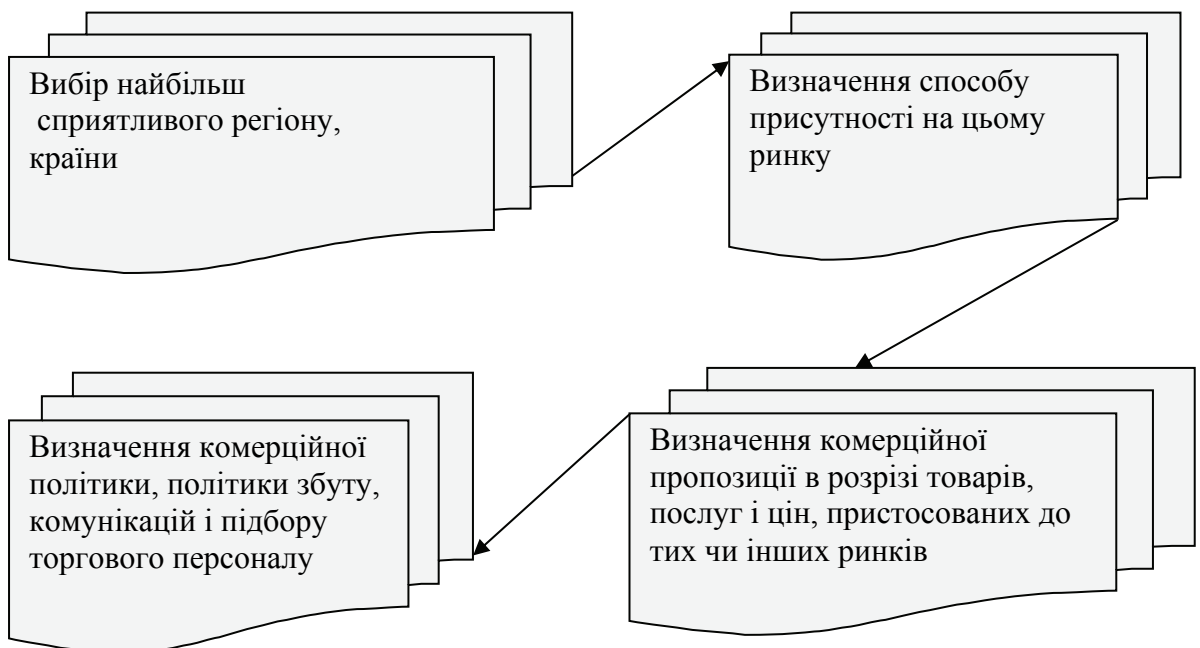 Вибір найбільш
сприятливого регіону,
країни
Визначення способу
присутності на цьому
ринку
Визначення комерційної
політики, політики збуту,
комунікацій і підбору
торгового персоналу
Визначення комерційної
пропозиції в розрізі товарів,
послуг і цін, пристосованих до
тих чи інших ринків